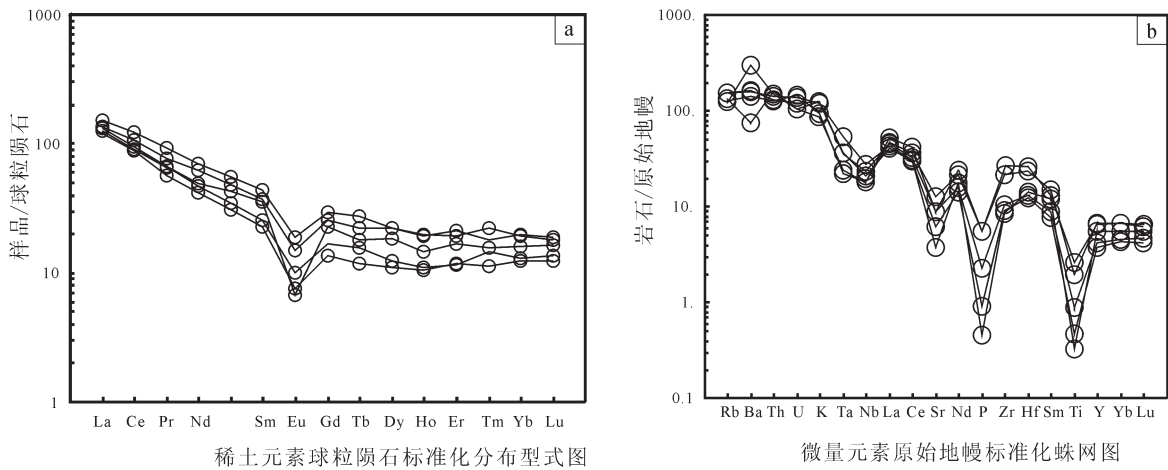 a
样品/球粒陨石
1000
100
10
1
La Ce Pr Nd Sm Eu Gd Tb Dy Ho Er Tm Yb Lu
稀土元素球粒陨石标准化分布型式图
b
岩石/原始地幔
1000.
100.
10.
1.
0.1
Rb Ba Th U K Ta Nb La Ce Sr Nd P Zr Hf Sm Ti Y Yb Lu
微量元素原始地幔标准化蛛网图